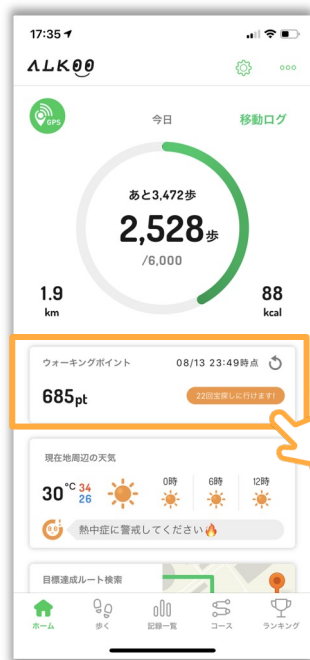 17:35
ALKOO
GPS
今日
移動ログ
あと3,472歩
2,528歩
/6,000
1.9
km
88
kcal
ウォーキングポイント
08/13 23:49時点
685pt
22回宝探しに行けます!
現在地周辺の天気
30℃
34
26
0時
6時
12時
熱中症に警戒してください
目標達成ルート検索
ホーム
歩く
記録一覧
コース
ランキング